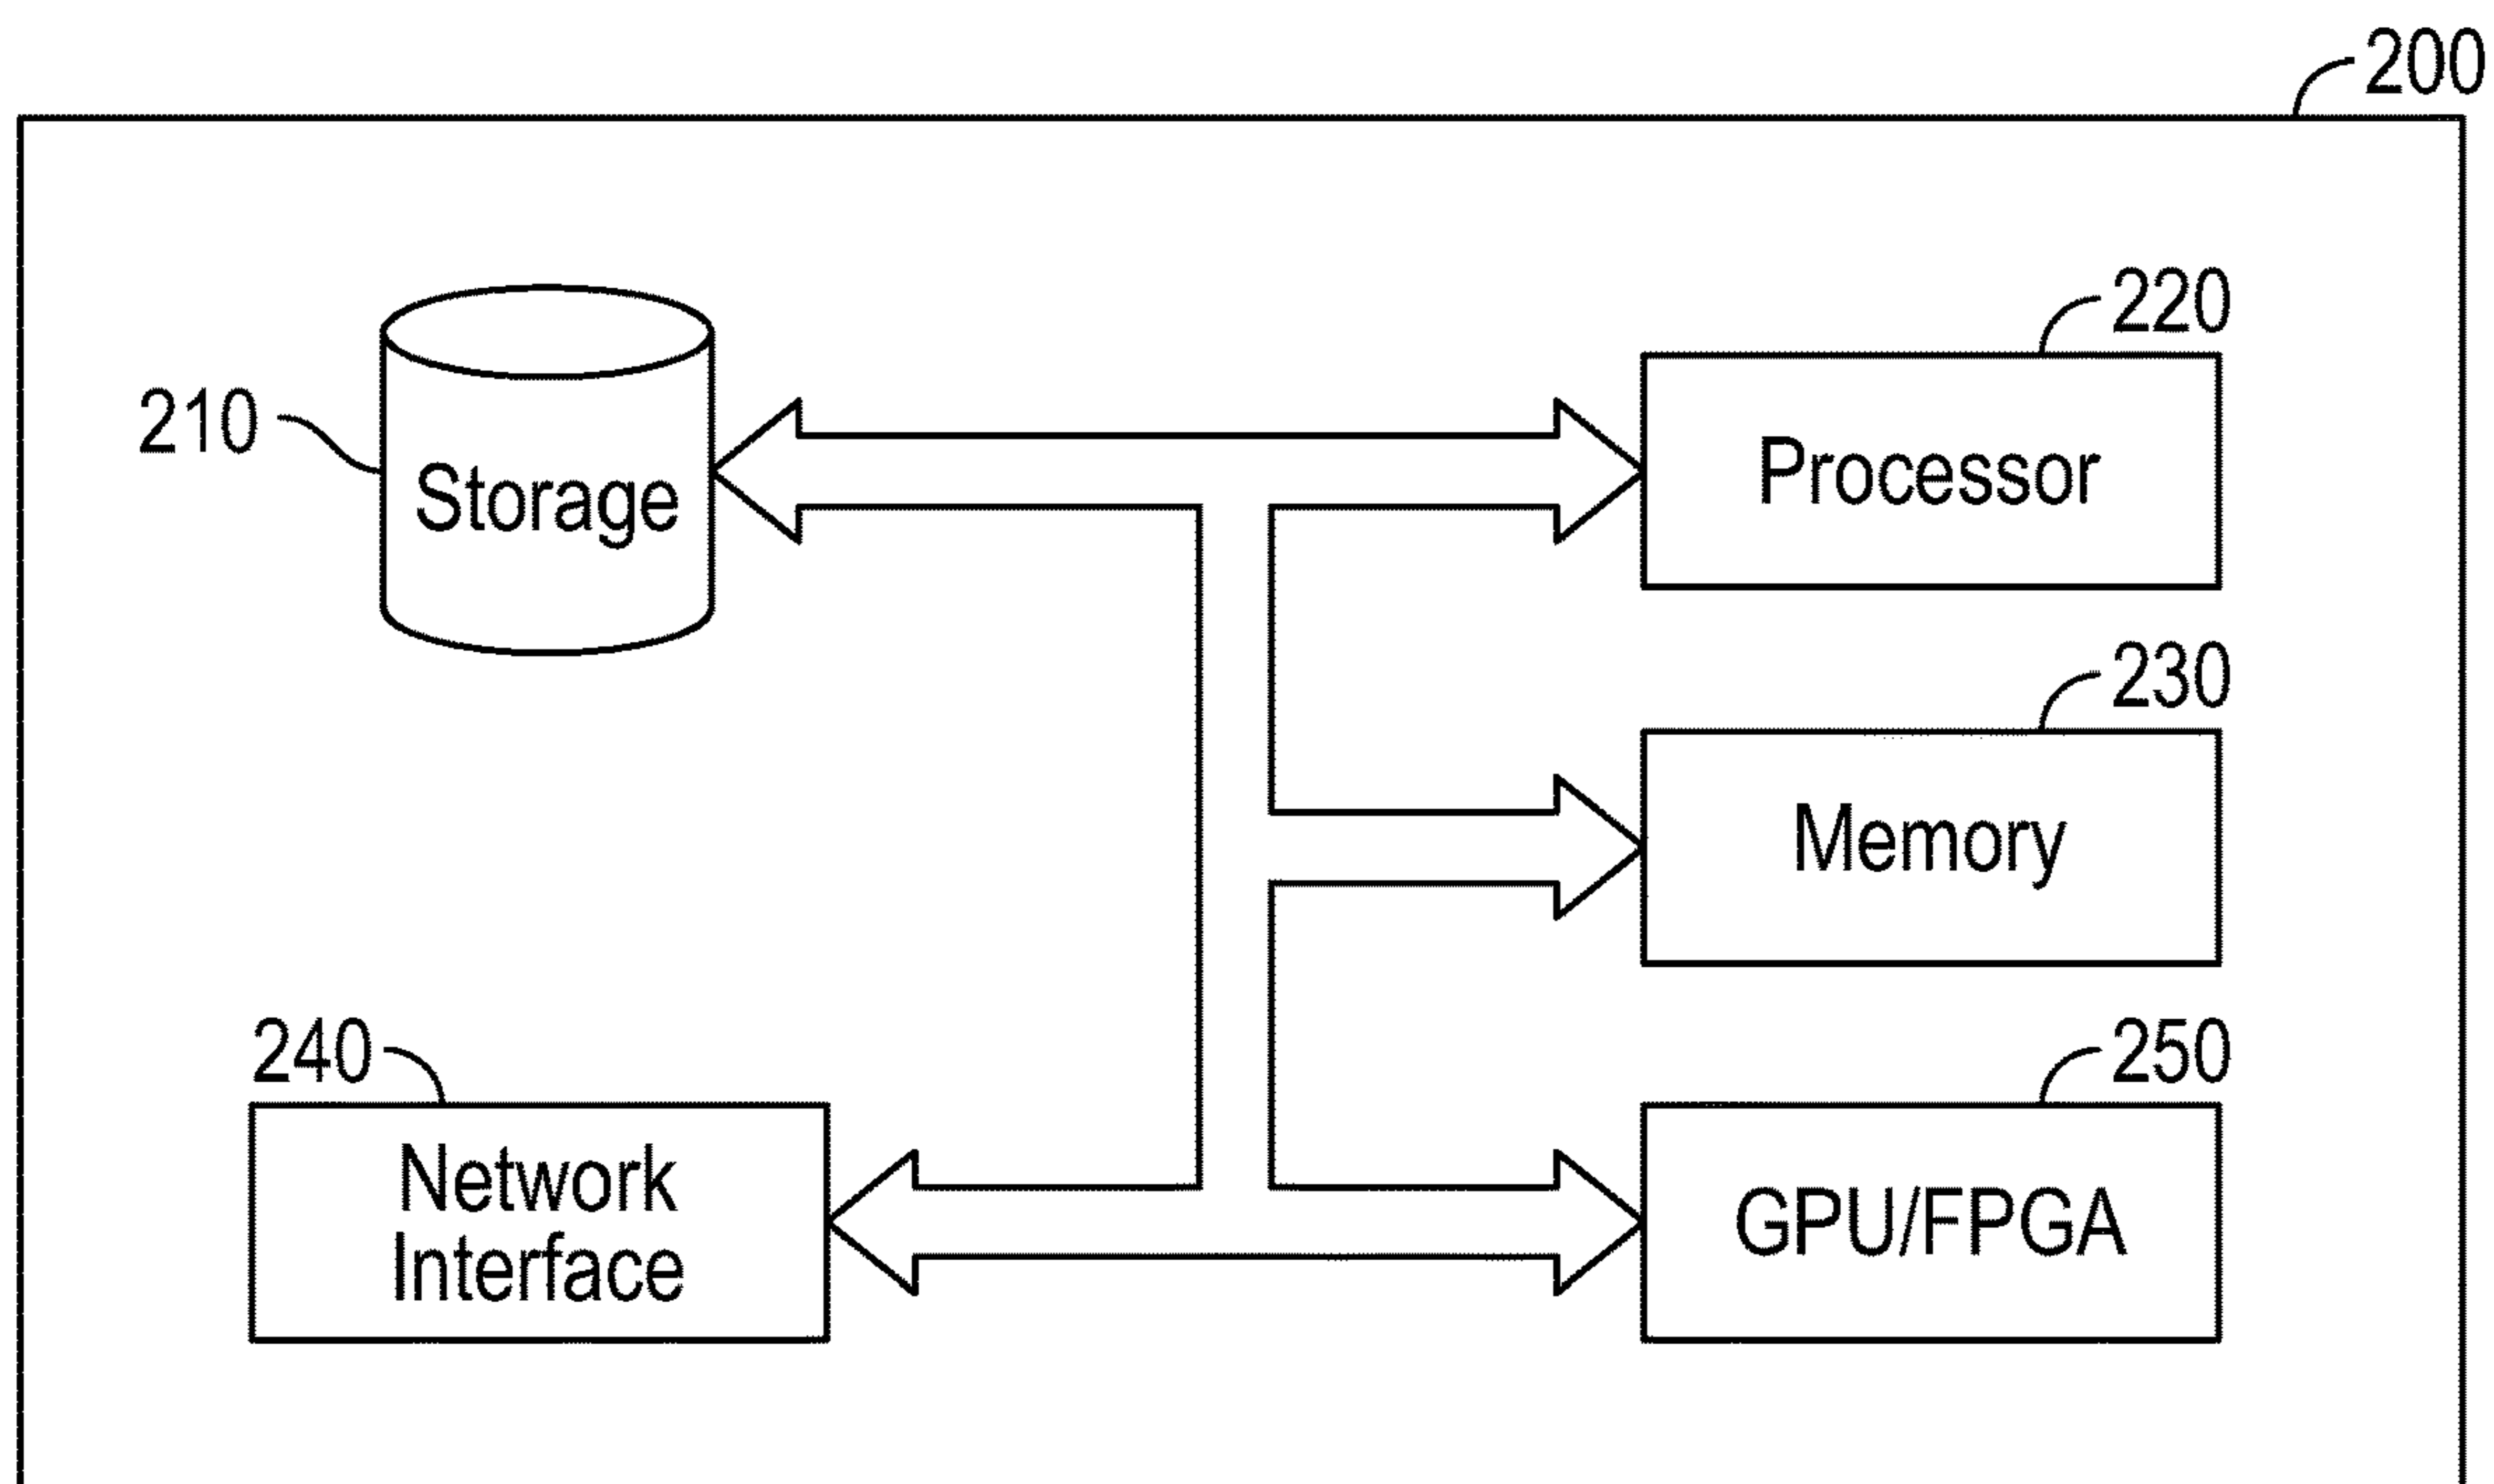 200
220
210
Storage
Processor
230
Memory
240
250
Network
Interface
GPU/FPGA